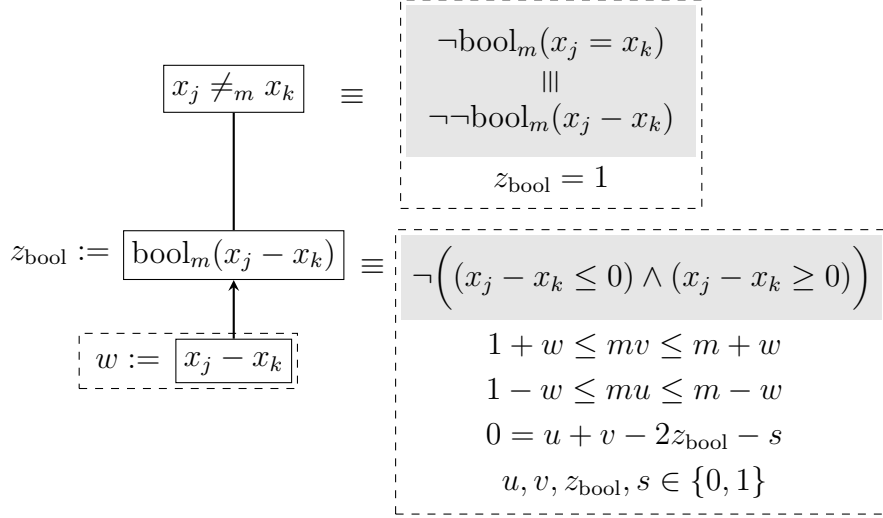 x_j ≠_m x_k ≡
¬bool_m(x_j = x_k)
≡
¬¬bool_m(x_j − x_k)
z_bool = 1
z_bool := bool_m(x_j − x_k) ≡
¬((x_j − x_k ≤ 0) ∧ (x_j − x_k ≥ 0))
w := x_j − x_k
1 + w ≤ mv ≤ m + w
1 − w ≤ mu ≤ m − w
0 = u + v − 2z_bool − s
u, v, z_bool, s ∈ {0, 1}